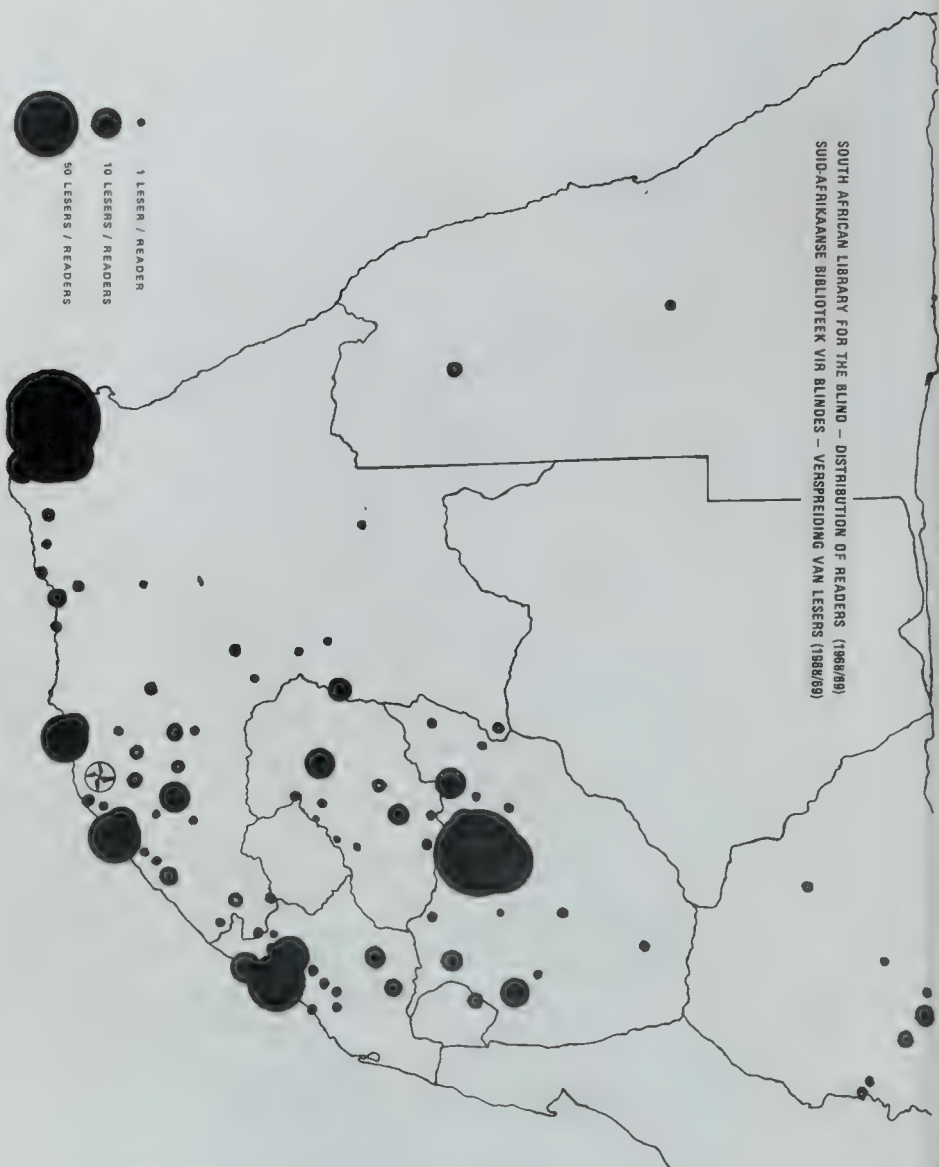 SOUTH AFRICAN LIBRARY FOR THE BLIND – DISTRIBUTION OF READERS (1968/69)
SUID-AFRIKAANSE BIBLIOTEEK VIR BLINDES – VERSPREIDING VAN LESERS (1968/69)
1 LESER / READER
10 LESERS / READERS
50 LESERS / READERS